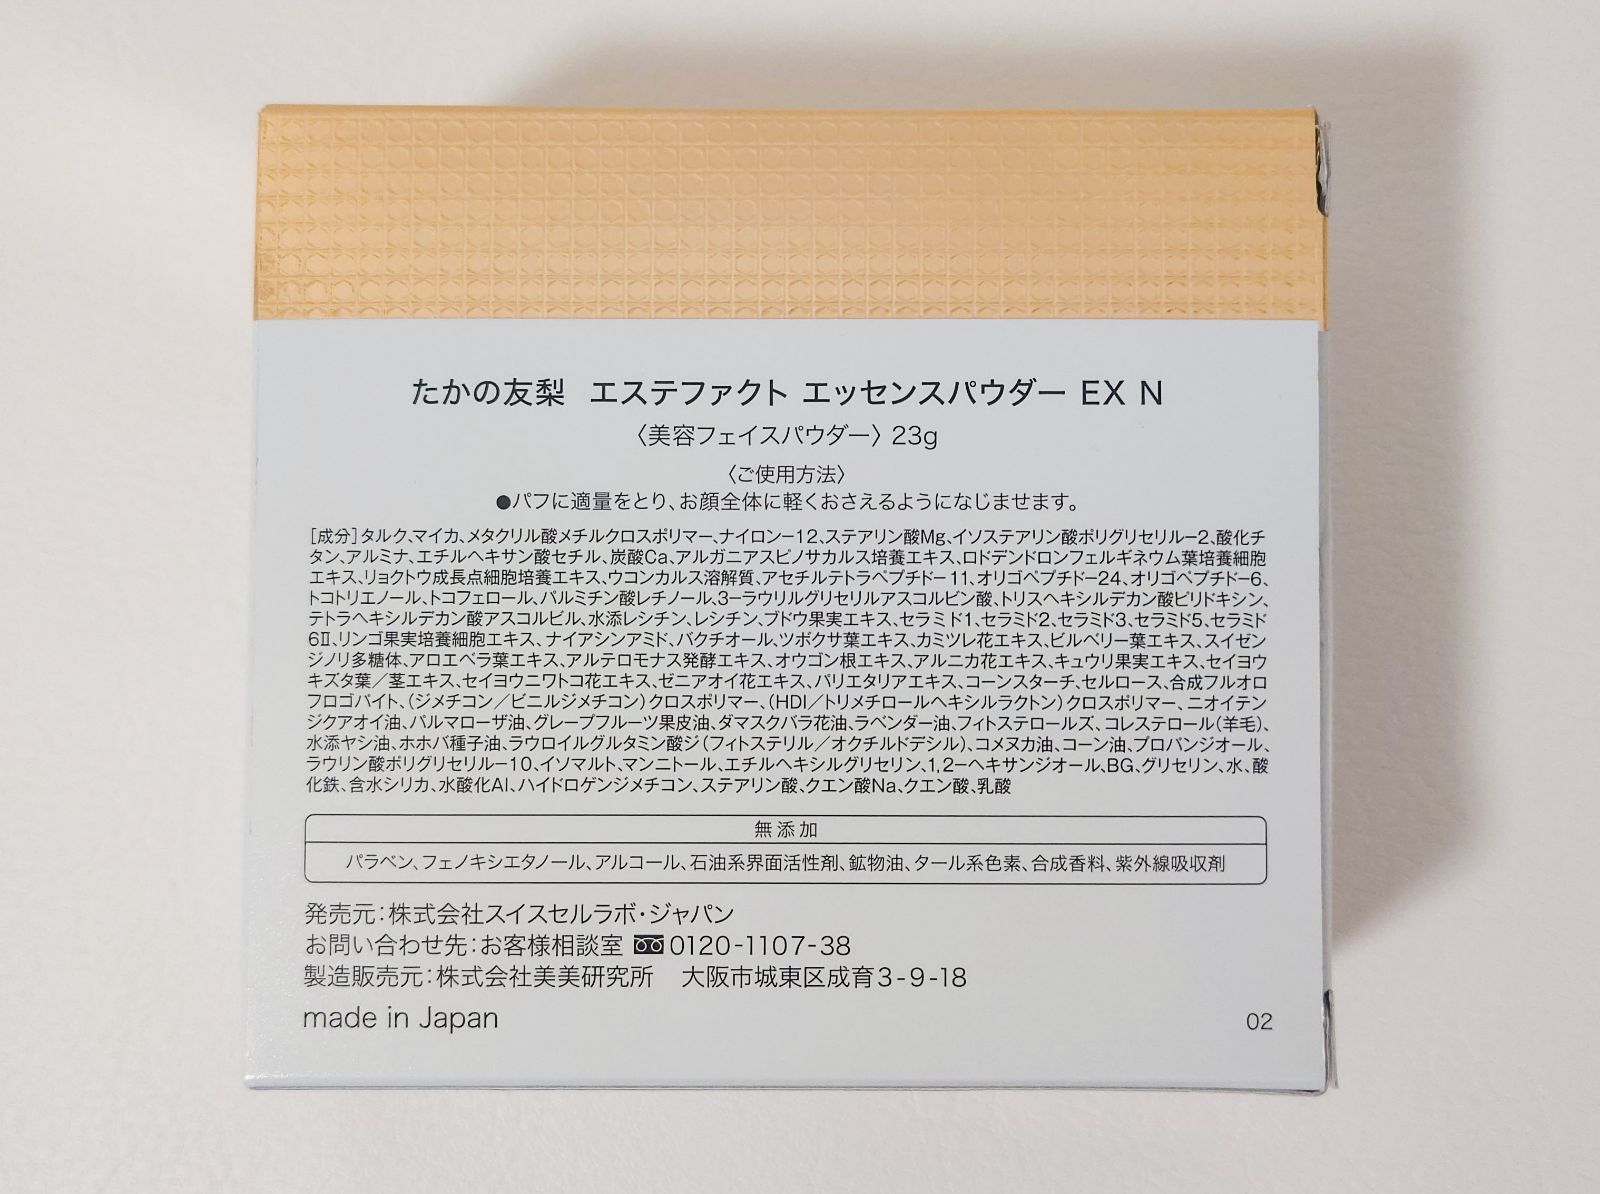 たかの友梨 エステファクト エッセンスパウダー EX N
〈美容フェイスパウダー〉23g
〈ご使用方法〉
●パフに適量をとり、お顔全体に軽くおさえるようになじませます。
[成分]タルク、マイカ、メタクリル酸メチルクロスポリマー、ナイロン-12、ステアリン酸Mg、イソステアリン酸ポリグリセリル-2、酸化チ
タン、アルミナ、エチルヘキサン酸セチル、炭酸Ca、アルガニアスピノサカルス培養エキス、ロドデンドロンフェルギネウム葉培養細胞
エキス、リョクトウ成長点細胞培養エキス、ウコンカルス溶解質、アセチルテトラペプチド-11、オリゴペプチド-24、オリゴペプチド-6、
トコトリエノール、トコフェロール、パルミチン酸レチノール、3-ラウリルグリセリルアスコルビン酸、トリスヘキシルデカン酸ピリドキシン、
テトラヘキシルデカン酸アスコルビル、水添レシチン、レシチン、ブドウ果実エキス、セラミド1、セラミド2、セラミド3、セラミド5、セラミド
6Ⅱ、リンゴ果実培養細胞エキス、ナイアシンアミド、バクチオール、ツボクサ葉エキス、カミツレ花エキス、ビルベリー葉エキス、スイゼン
ジノリ多糖体、アロエベラ葉エキス、アルテロモナス発酵エキス、オウゴン根エキス、アルニカ花エキス、キュウリ果実エキス、セイヨウ
キズタ葉／茎エキス、セイヨウニワトコ花エキス、ゼニアオイ花エキス、パリエタリアエキス、コーンスターチ、セルロース、合成フルオロ
フロゴパイト、(ジメチコン／ビニルジメチコン)クロスポリマー、(HDI／トリメチロールヘキシルラクトン)クロスポリマー、ニオイテン
ジクアオイ油、パルマローザ油、グレープフルーツ果皮油、ダマスクバラ花油、ラベンダー油、フィトステロールズ、コレステロール(羊毛)、
水添ヤシ油、ホホバ種子油、ラウロイルグルタミン酸ジ(フィトステリル／オクチルドデシル)、コメヌカ油、コーン油、プロパンジオール、
ラウリン酸ポリグリセリル-10、イソマルト、マンニトール、エチルヘキシルグリセリン、1,2-ヘキサンジオール、BG、グリセリン、水、酸
化鉄、含水シリカ、水酸化Al、ハイドロゲンジメチコン、ステアリン酸、クエン酸Na、クエン酸、乳酸
無添加
パラベン、フェノキシエタノール、アルコール、石油系界面活性剤、鉱物油、タール系色素、合成香料、紫外線吸収剤
発売元:株式会社スイスセルラボ・ジャパン
お問い合わせ先:お客様相談室 0120-1107-38
製造販売元:株式会社美美研究所 大阪市城東区成育3-9-18
made in Japan
02